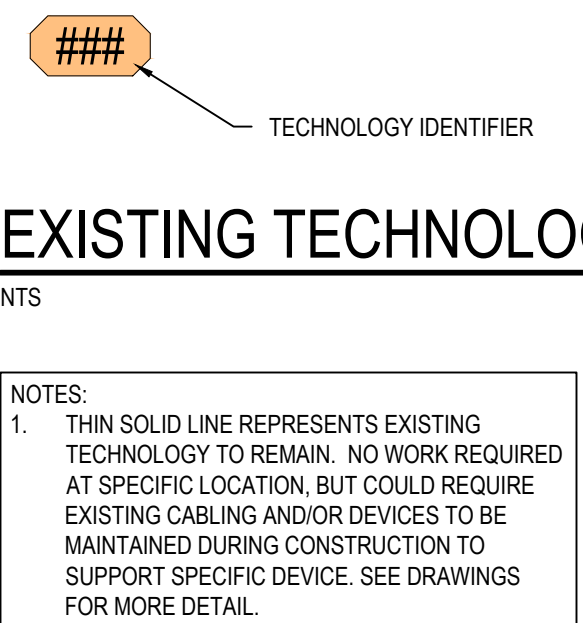 ###
TECHNOLOGY IDENTIFIER
EXISTING
NTS
NOTES:
1. THIN SOLID LINE REPRESENTS EXISTING
TECHNOLOGY TO REMAIN. NO WORK REQUIRED
AT SPECIFIC LOCATION, BUT COULD REQUIRE
EXISTING CABLING AND/OR DEVICES TO BE
MAINTAINED DURING CONSTRUCTION TO
SUPPORT SPECIFIC DEVICE. SEE DRAWINGS
FOR MORE DETAIL.